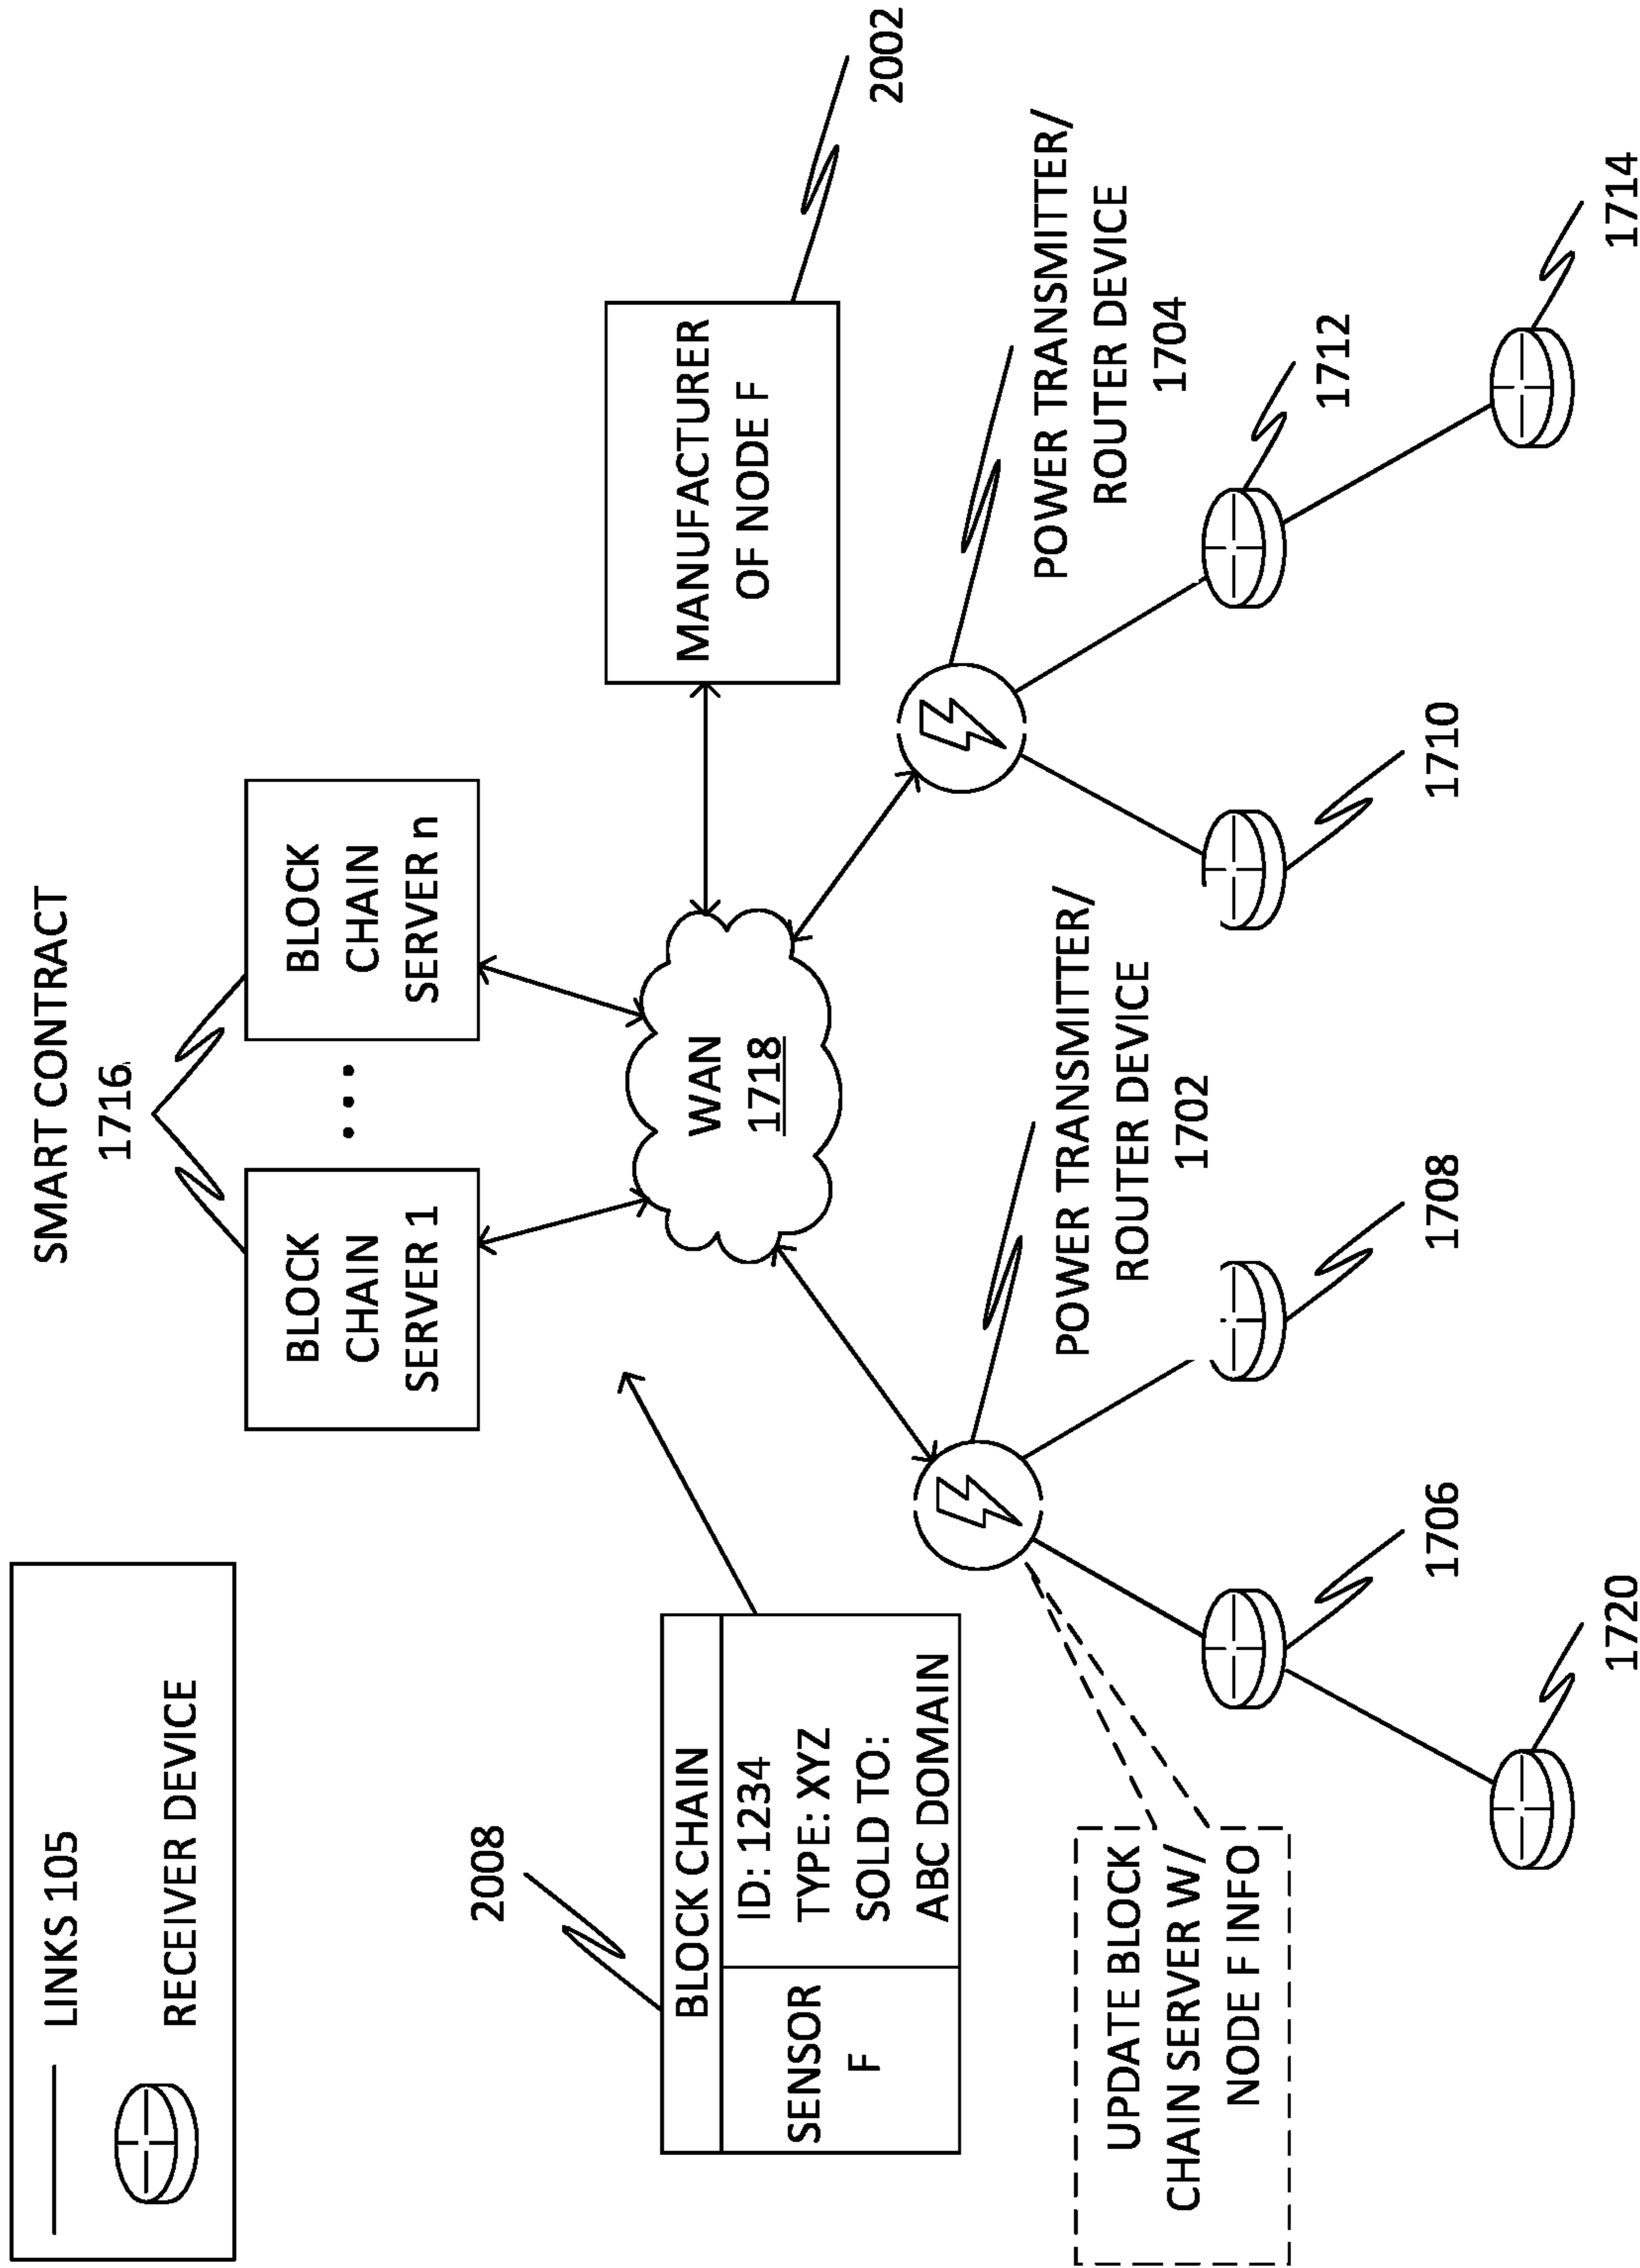 LINKS 105
RECEIVER DEVICE
SMART CONTRACT
1716
BLOCK
CHAIN
SERVER 1
...
BLOCK
CHAIN
SERVER n
2008
BLOCK CHAIN
SENSOR
F
ID: 1234
TYPE: XYZ
SOLD TO:
ABC DOMAIN
WAN
1718
MANUFACTURER
OF NODE F
2002
UPDATE BLOCK
CHAIN SERVER W/
NODE F INFO
POWER TRANSMITTER/
ROUTER DEVICE
1702
POWER TRANSMITTER/
ROUTER DEVICE
1704
1706
1708
1710
1712
1720
1714